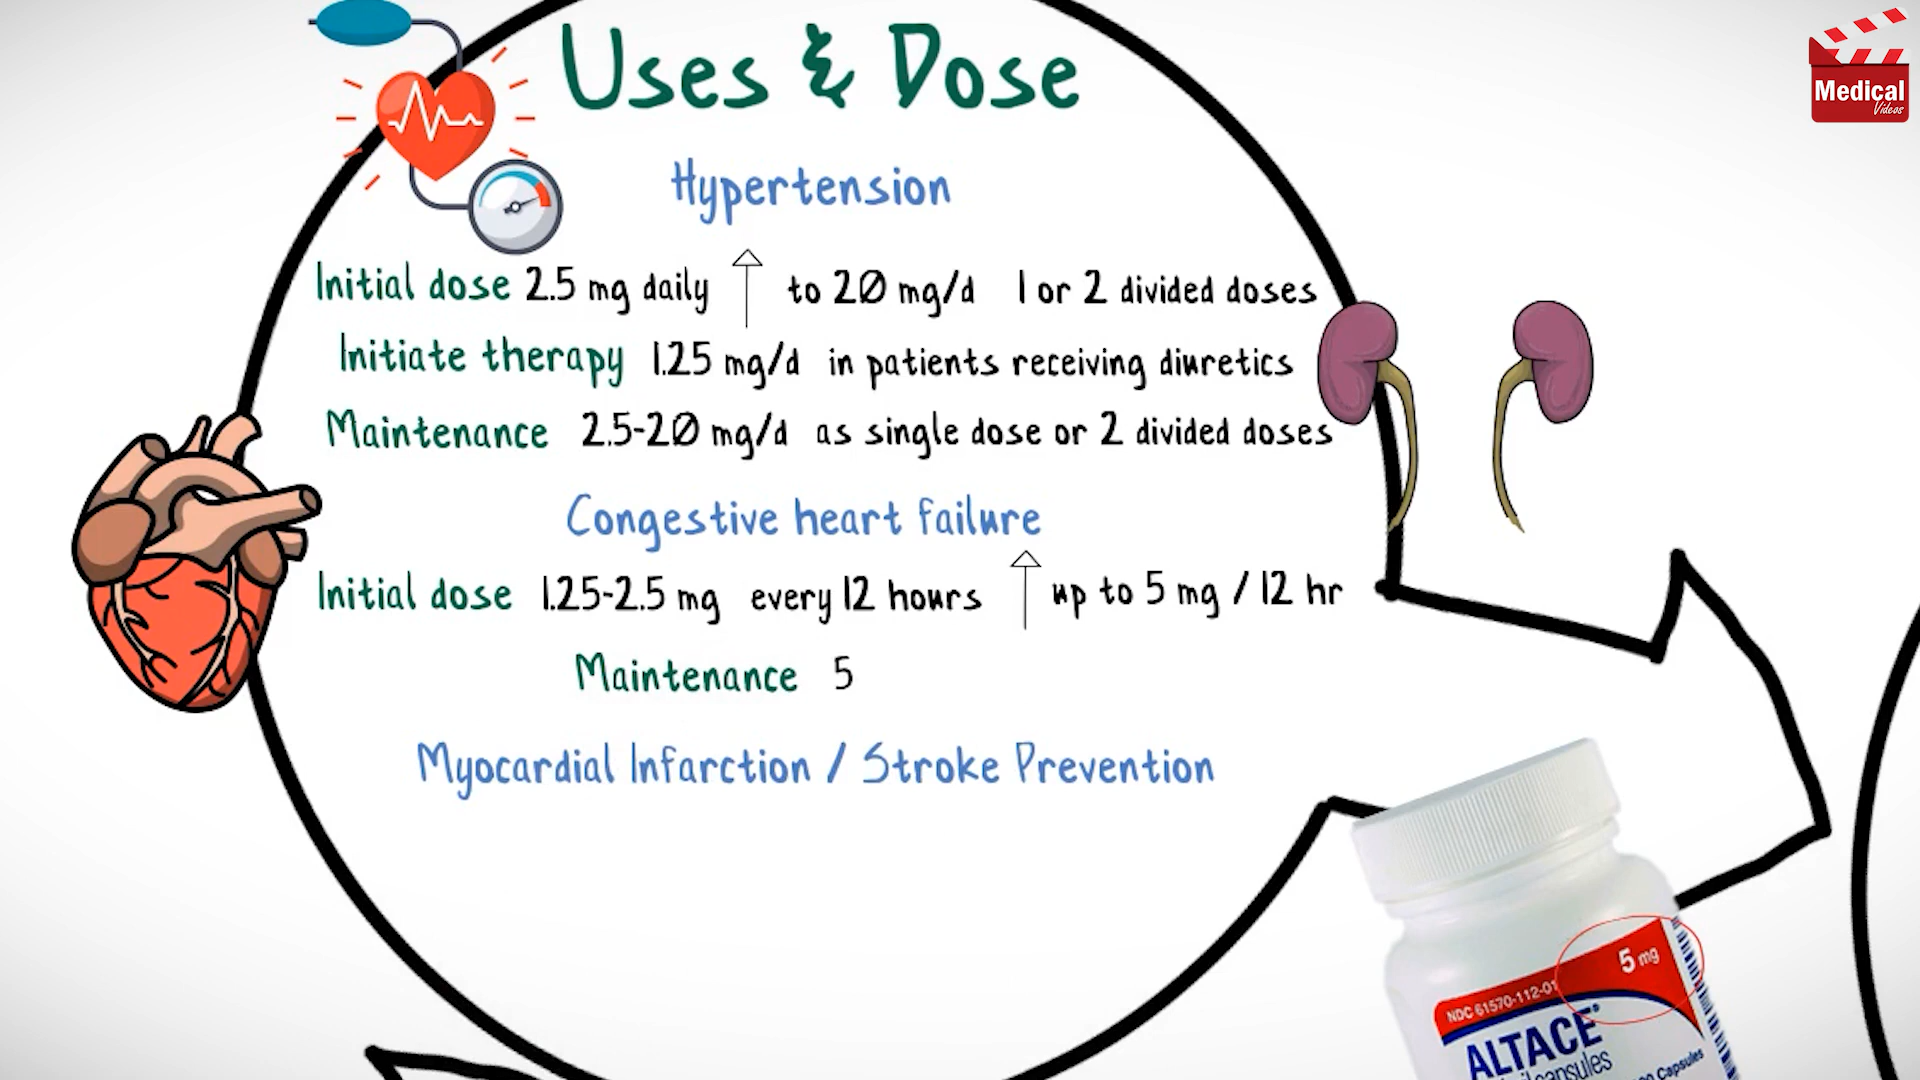 Uses & Dose
Medical
Videos
Hypertension
Initial dose 2.5 mg daily to 20 mg/d 1 or 2 divided doses
Initiate therapy 1.25 mg/d in patients receiving diuretics
Maintenance 2.5-20 mg/d as single dose or 2 divided doses
Congestive heart failure
Initial dose 1.25-2.5 mg every 12 hours up to 5 mg / 12 hr
Maintenance 5
Myocardial Infarction / Stroke Prevention
5 mg
NDC 61570-112-01
ALTACE®
capsules
Capsules